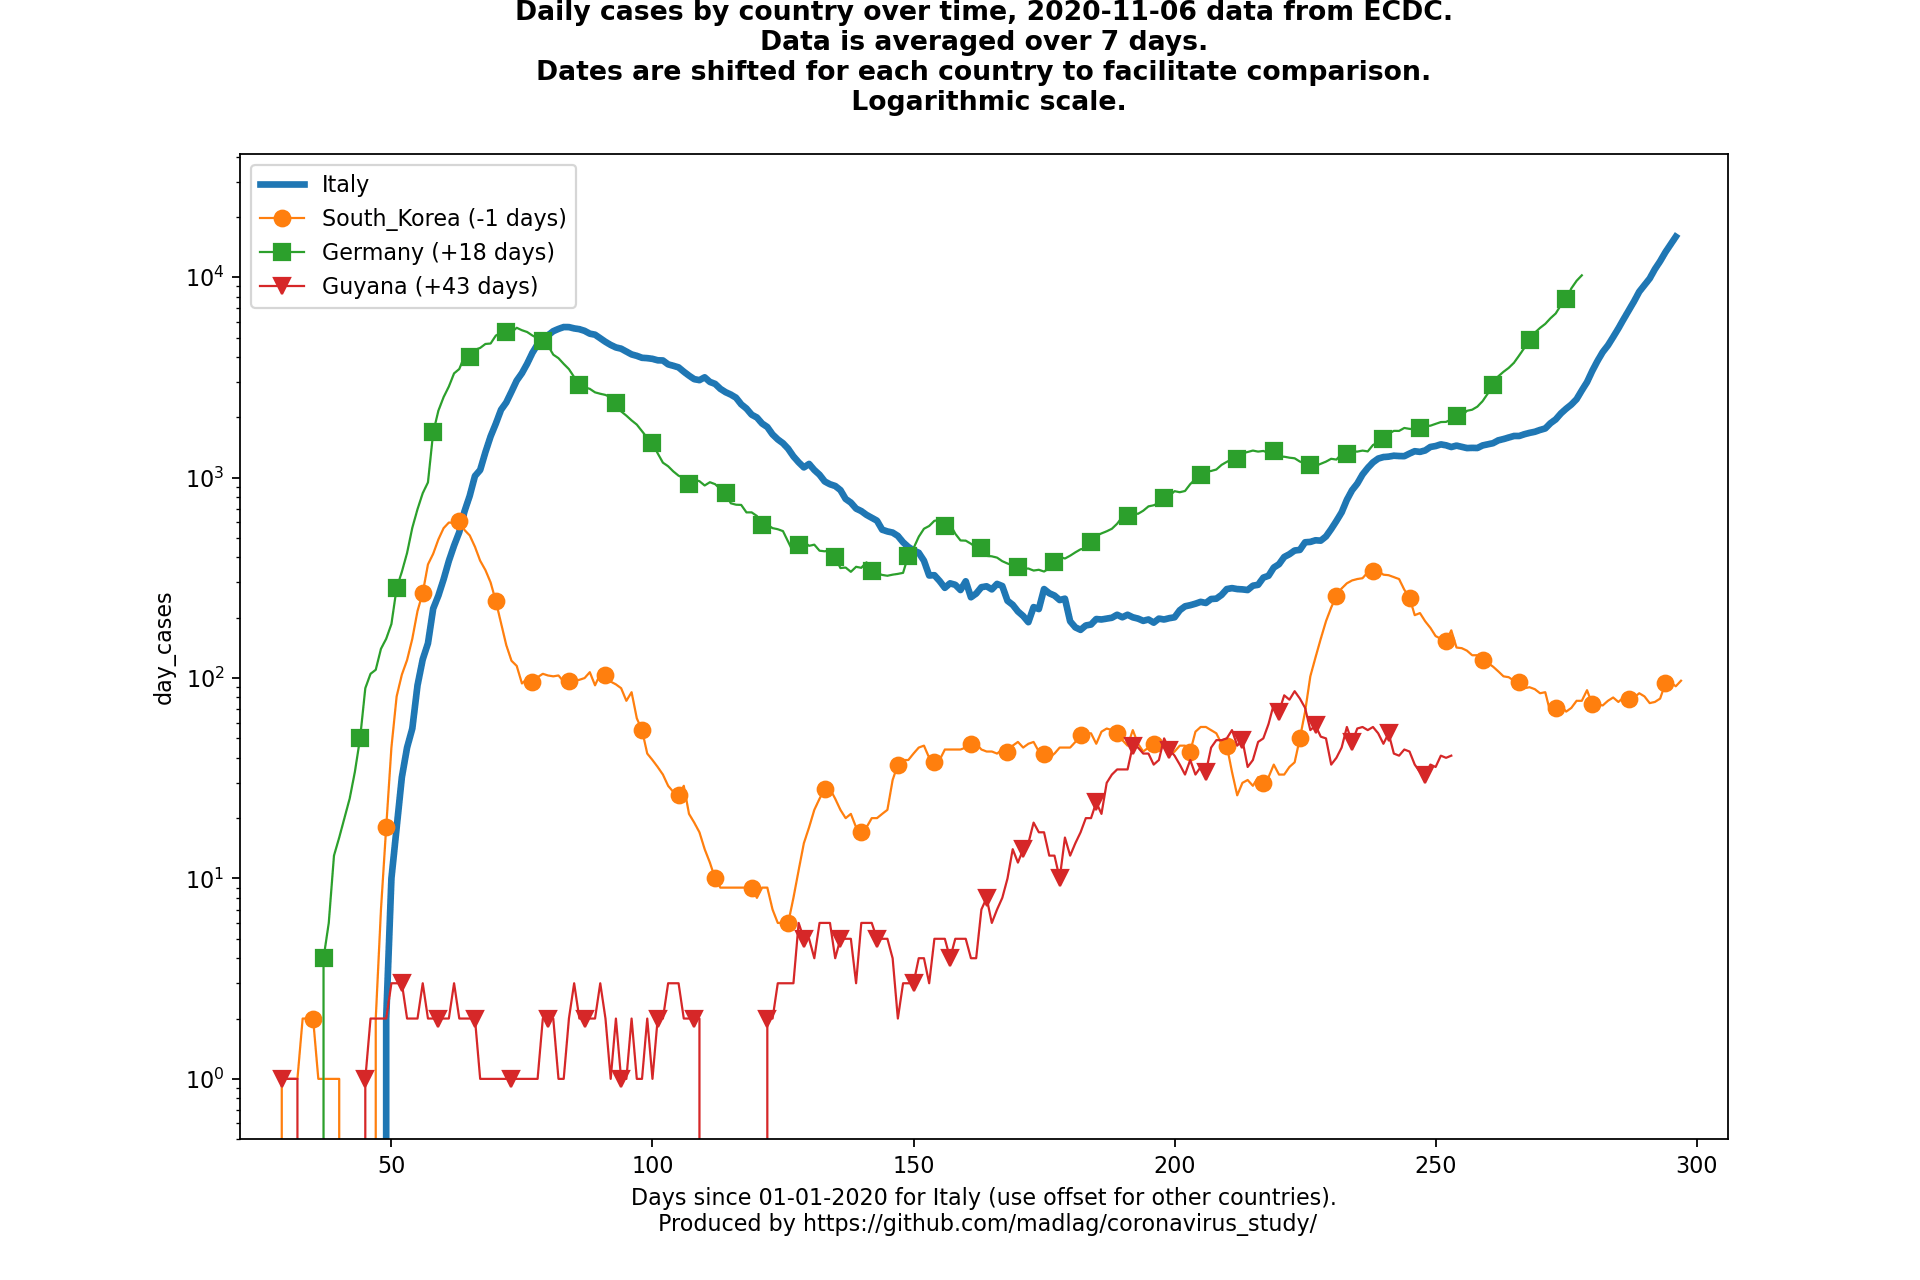 Daily cases by country over time, 2020-11-06 data from ECDC.
Data is averaged over 7 days.
Dates are shifted for each country to facilitate comparison.
Logarithmic scale.
Italy
South_Korea (-1 days)
Germany (+18 days)
Guyana (+43 days)
10⁴
10³
10²
10¹
10⁰
day_cases
50 100 150 200 250 300
Days since 01-01-2020 for Italy (use offset for other countries).
Produced by https://github.com/madlag/coronavirus_study/